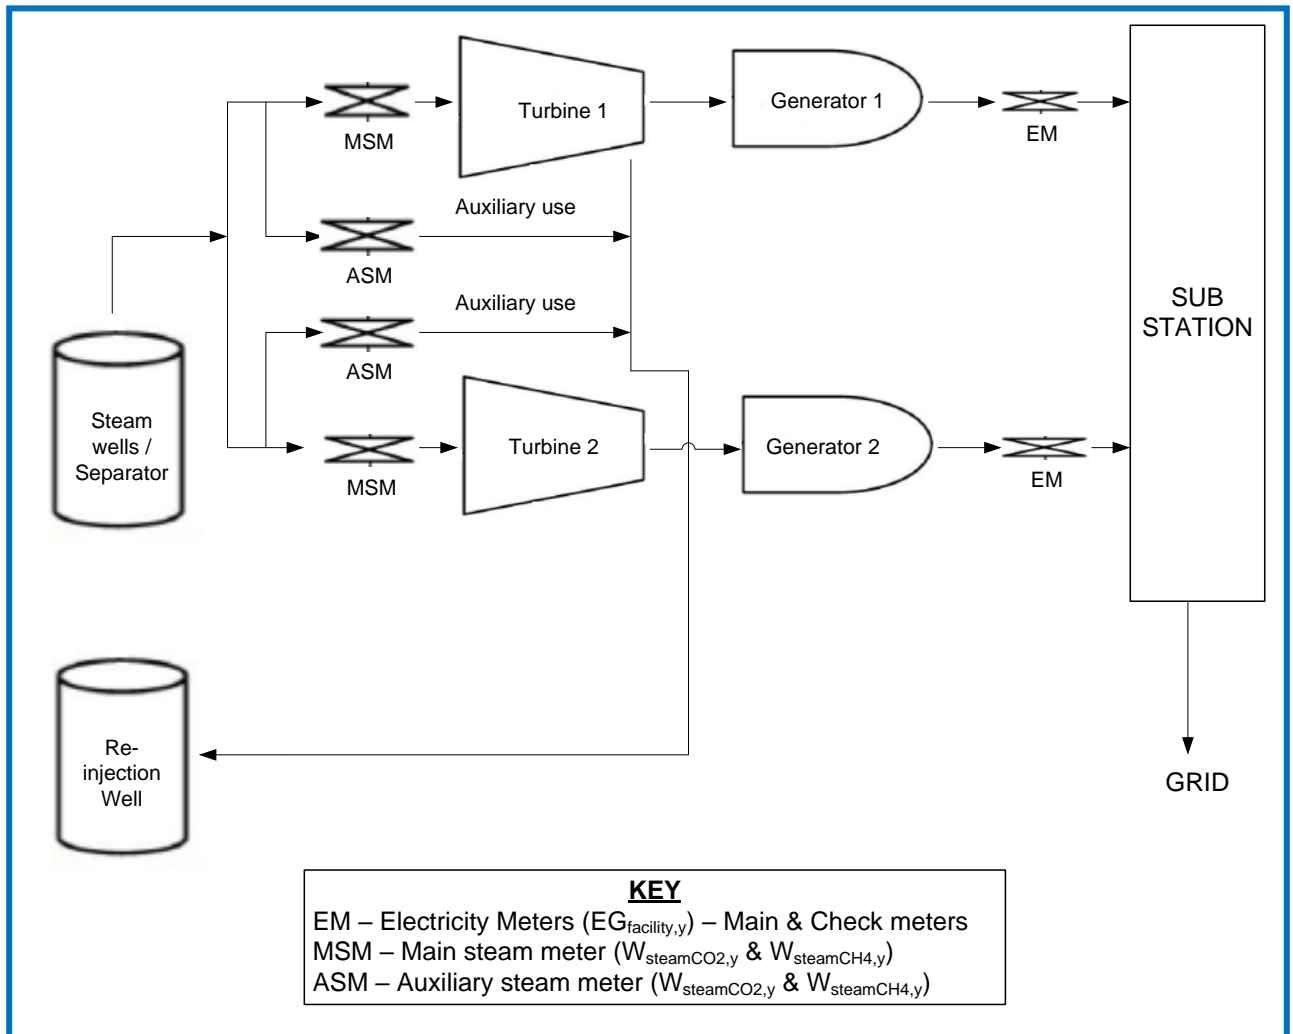 Turbine 1
Generator 1
MSM
EM
Auxiliary use
ASM
Auxiliary use
ASM
SUB
STATION
Steam
wells /
Separator
Turbine 2
Generator 2
MSM
EM
Re-
injection
Well
GRID
KEY
EM – Electricity Meters (EGfacility,y) – Main & Check meters
MSM – Main steam meter (WsteamCO2,y & WsteamCH4,y)
ASM – Auxiliary steam meter (WsteamCO2,y & WsteamCH4,y)